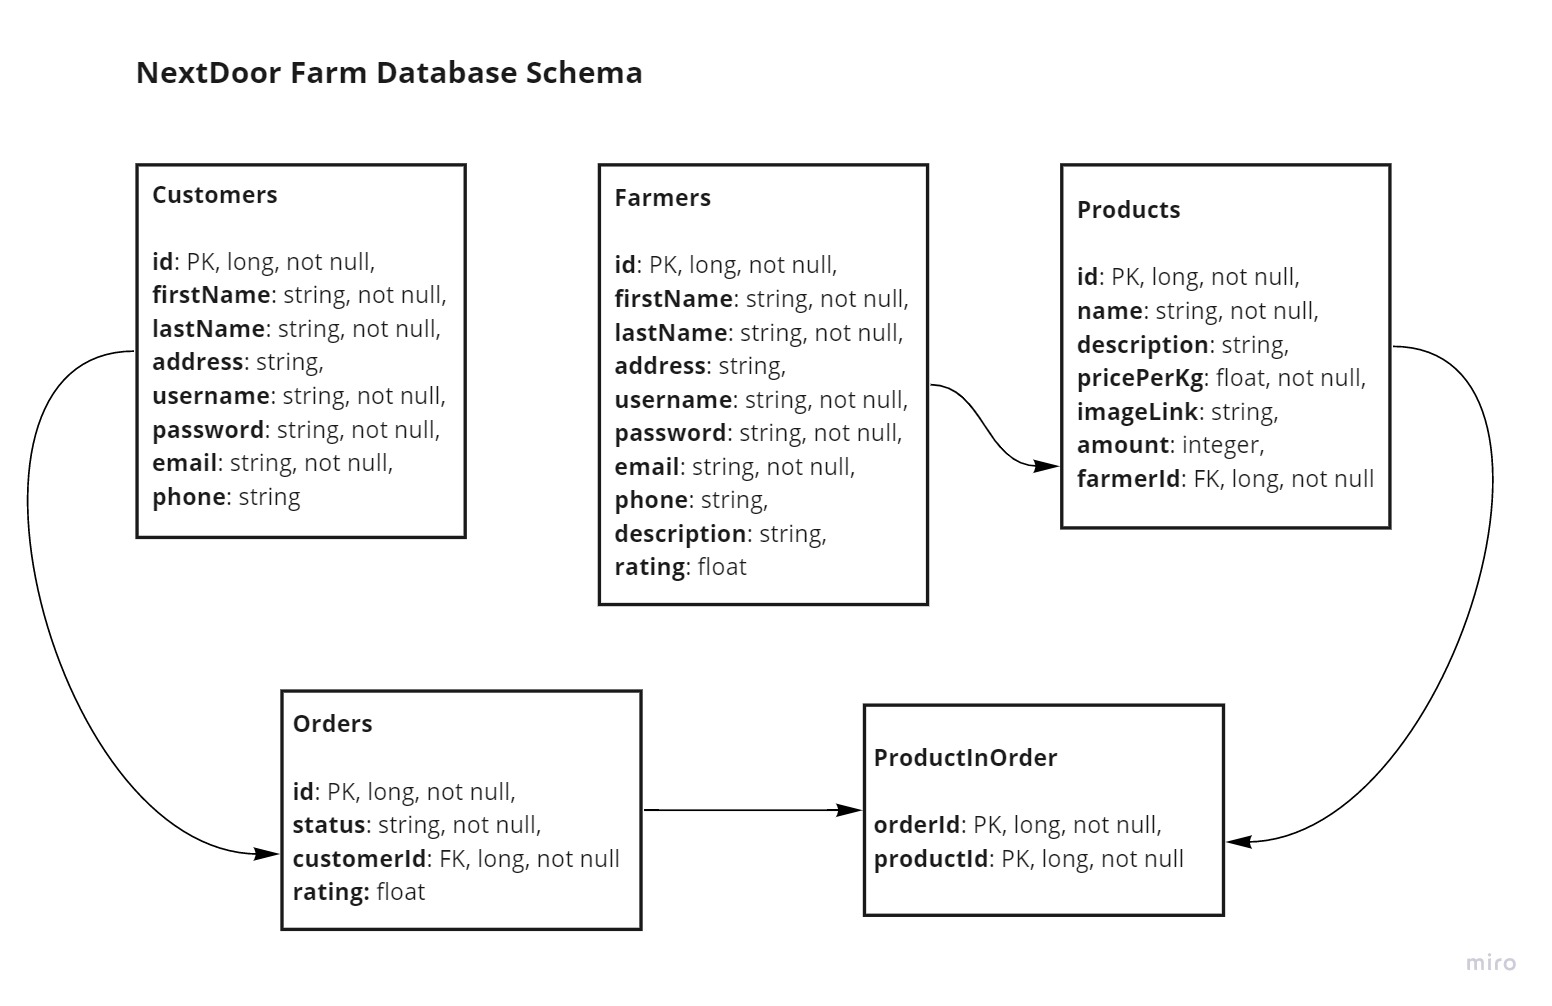 NextDoor Farm Database Schema
Customers
id: PK, long, not null,
firstName: string, not null,
lastName: string, not null,
address: string,
username: string, not null,
password: string, not null,
email: string, not null,
phone: string
Farmers
id: PK, long, not null,
firstName: string, not null,
lastName: string, not null,
address: string,
username: string, not null,
password: string, not null,
email: string, not null,
phone: string,
description: string,
rating: float
Products
id: PK, long, not null,
name: string, not null,
description: string,
pricePerKg: float, not null,
imageLink: string,
amount: integer,
farmerId: FK, long, not null
Orders
id: PK, long, not null,
status: string, not null,
customerId: FK, long, not null
rating: float
ProductInOrder
orderId: PK, long, not null,
productId: PK, long, not null
miro